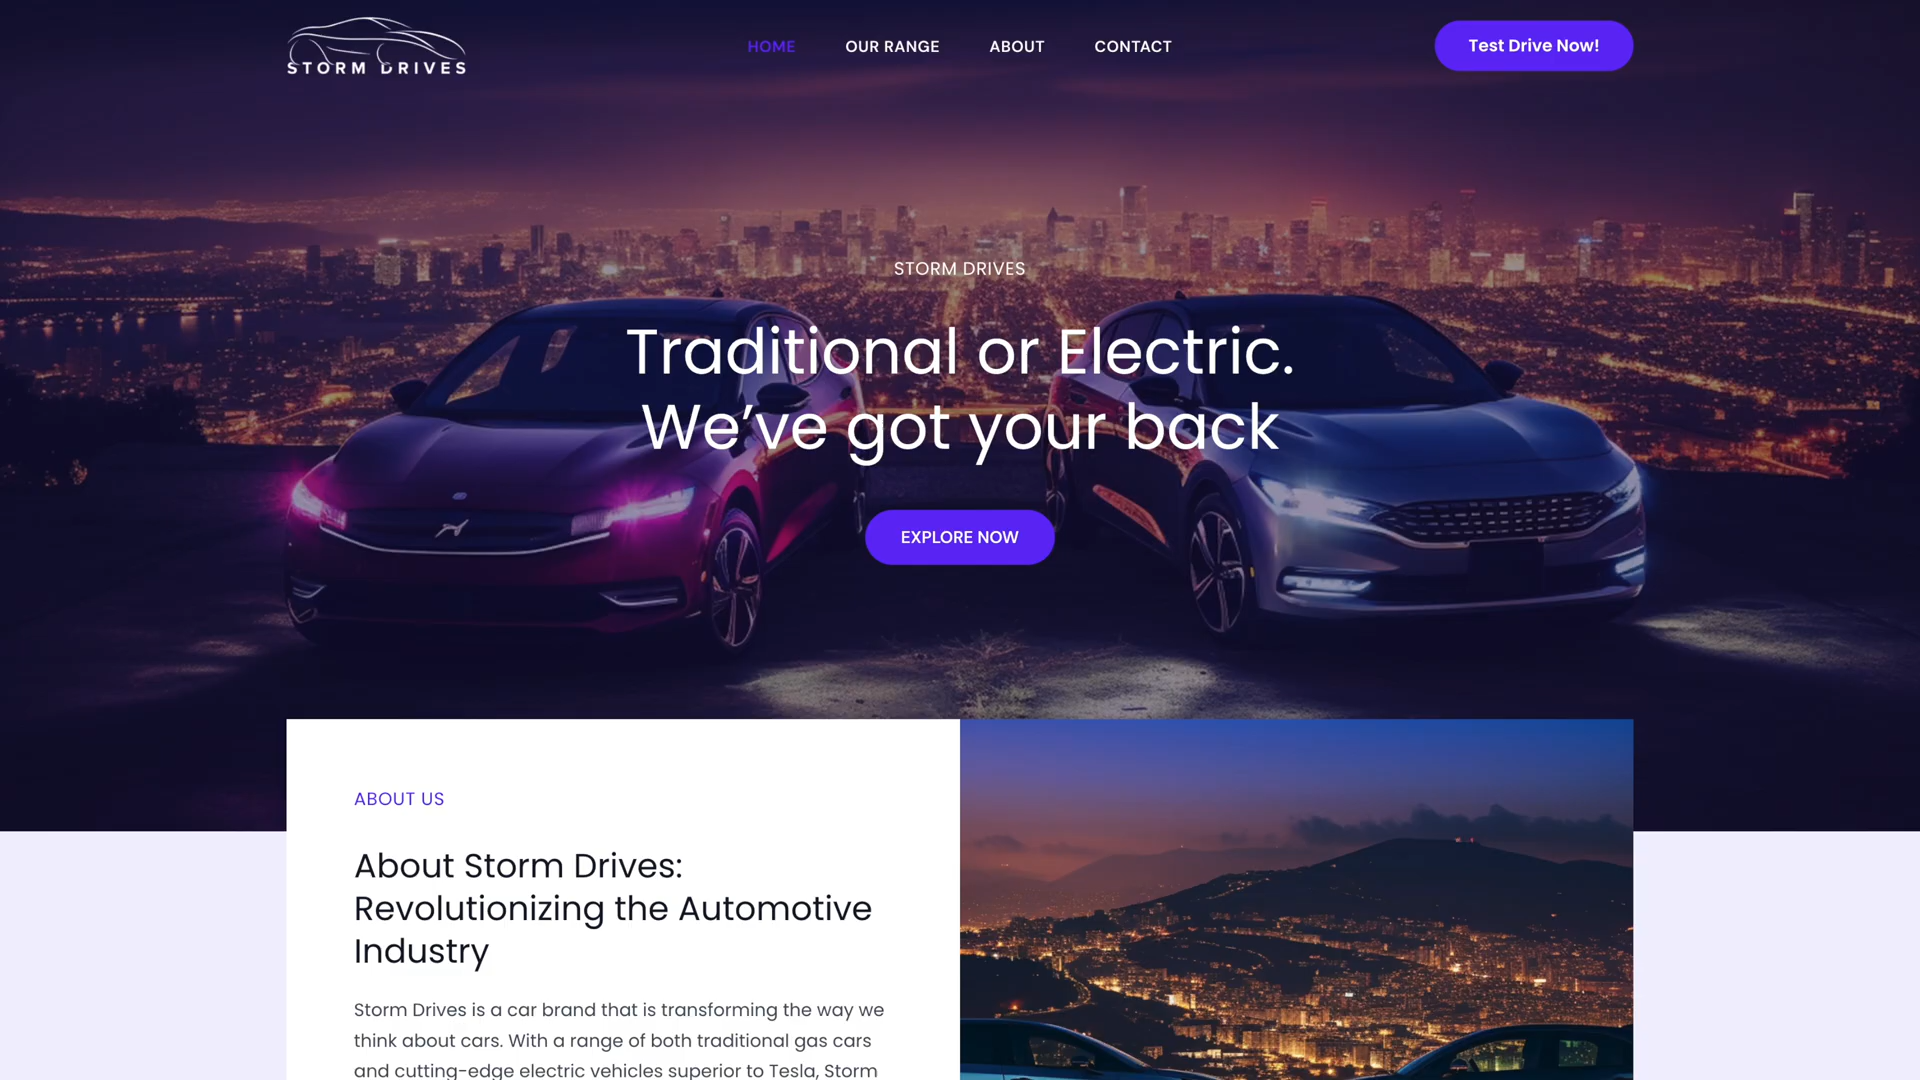 STORM DRIVES
HOME
OUR RANGE
ABOUT
CONTACT
Test Drive Now!
STORM DRIVES
Traditional or Electric.
We’ve got your back
EXPLORE NOW
ABOUT US
About Storm Drives:
Revolutionizing the Automotive
Industry
Storm Drives is a car brand that is transforming the way we
think about cars. With a range of both traditional gas cars
and cutting-edge electric vehicles superior to Tesla, Storm